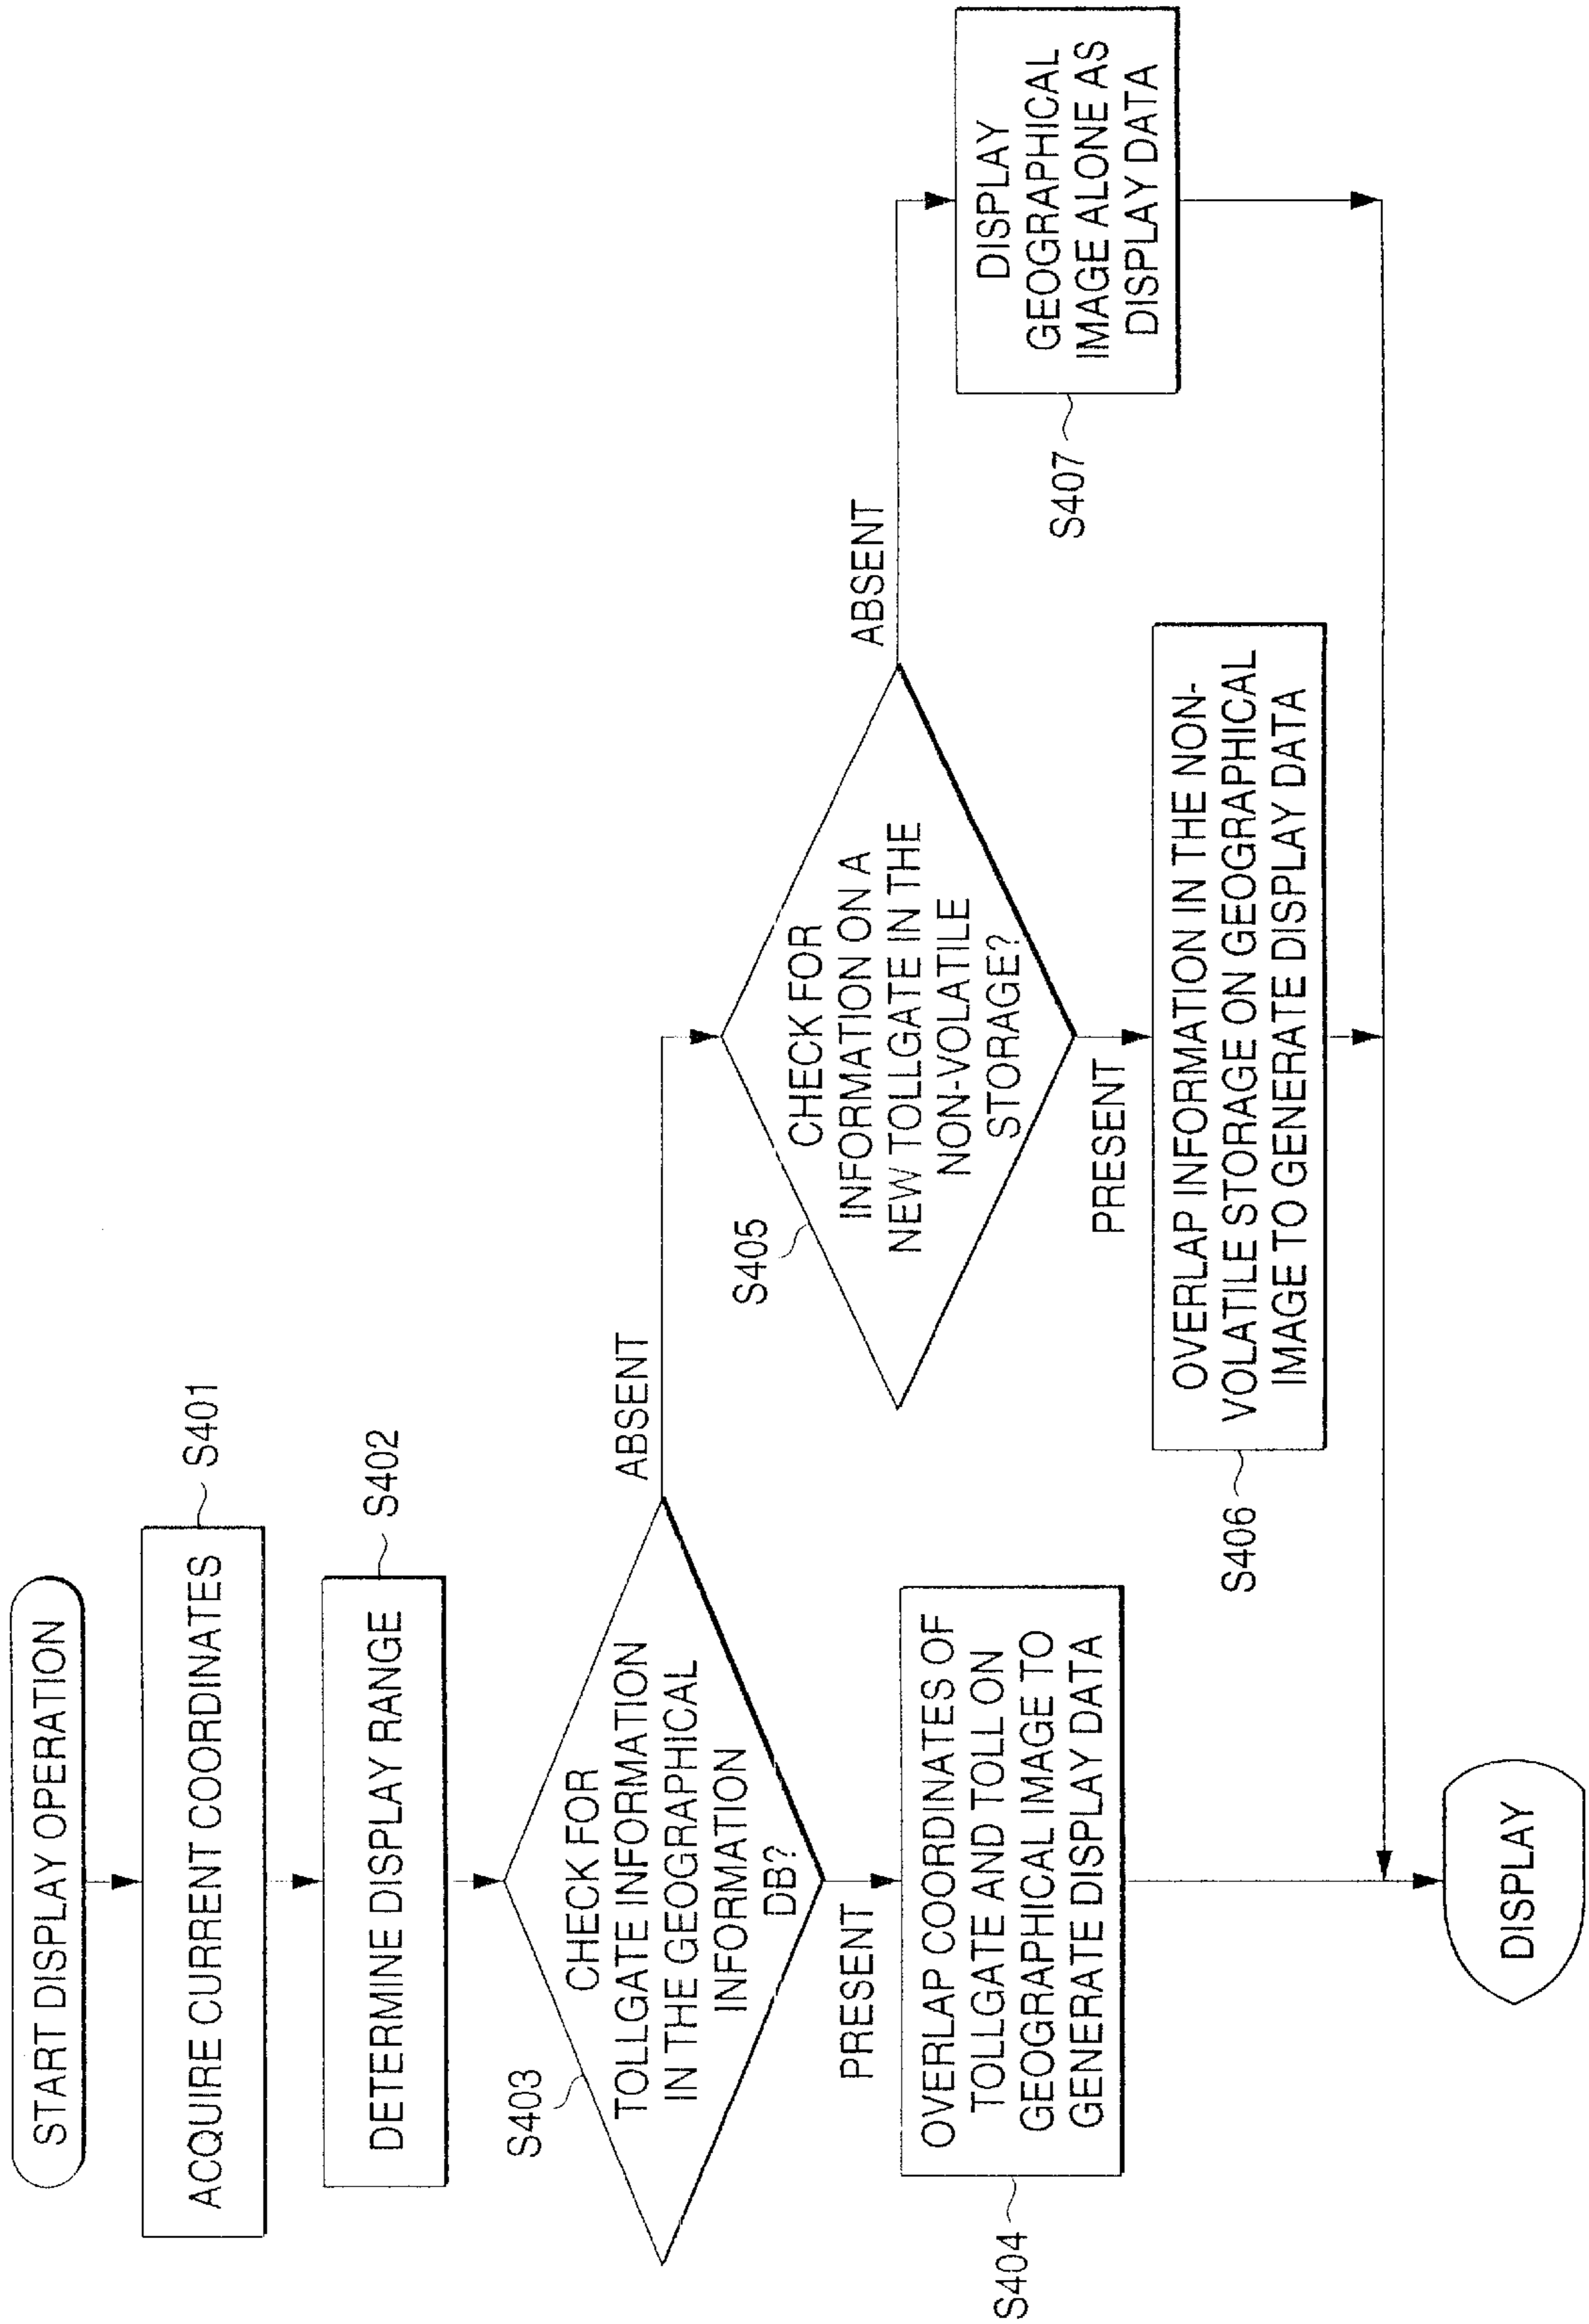 START DISPLAY OPERATION
ACQUIRE CURRENT COORDINATES
S401
DETERMINE DISPLAY RANGE
S402
S403
CHECK FOR
TOLLGATE INFORMATION
IN THE GEOGRAPHICAL
INFORMATION
DB?
ABSENT
PRESENT
OVERLAP COORDINATES OF
TOLLGATE AND TOLL ON
GEOGRAPHICAL IMAGE TO
GENERATE DISPLAY DATA
S404
S405
CHECK FOR
INFORMATION ON A
NEW TOLLGATE IN THE
NON-VOLATILE
STORAGE?
ABSENT
PRESENT
OVERLAP INFORMATION IN THE NON-
VOLATILE STORAGE ON GEOGRAPHICAL
IMAGE TO GENERATE DISPLAY DATA
S406
DISPLAY
GEOGRAPHICAL
IMAGE ALONE AS
DISPLAY DATA
S407
DISPLAY